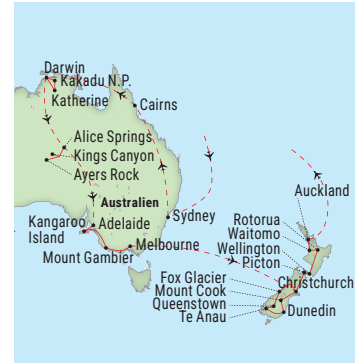 Darwin
Kakadu N.P.
Katherine
Cairns
Alice Springs
Kings Canyon
Ayers Rock
Australien
Sydney
Kangaroo
Island
Adelaide
Melbourne
Mount Gambier
Auckland
Rotorua
Waitomo
Wellington
Picton
Christchurch
Fox Glacier
Mount Cook
Queenstown
Te Anau
Dunedin